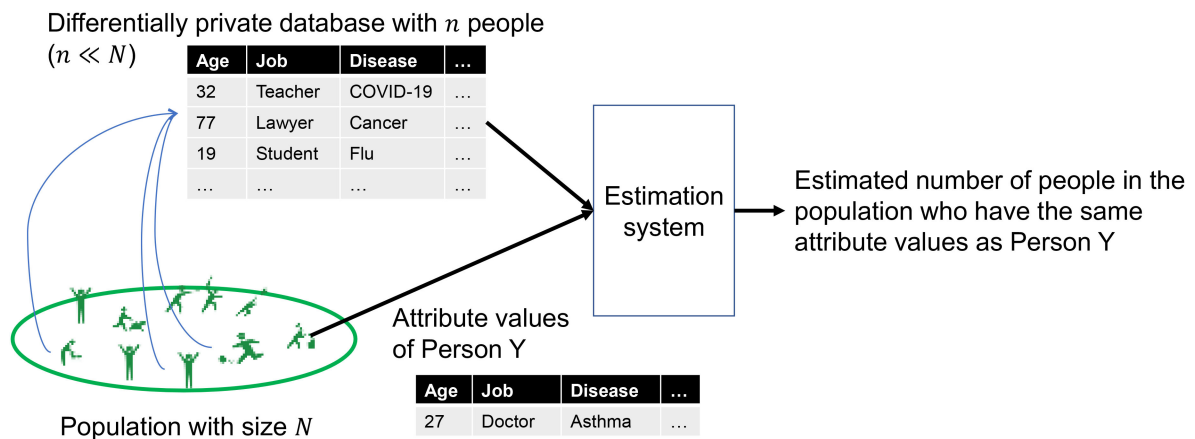 Differentially private database with n people
(n ≪ N)
Age Job Disease ...
32 Teacher COVID-19 ...
77 Lawyer Cancer ...
19 Student Flu ...
... ... ... ...
Estimation
system
Estimated number of people in the
population who have the same
attribute values as Person Y
Attribute values
of Person Y
Age Job Disease ...
27 Doctor Asthma ...
Population with size N